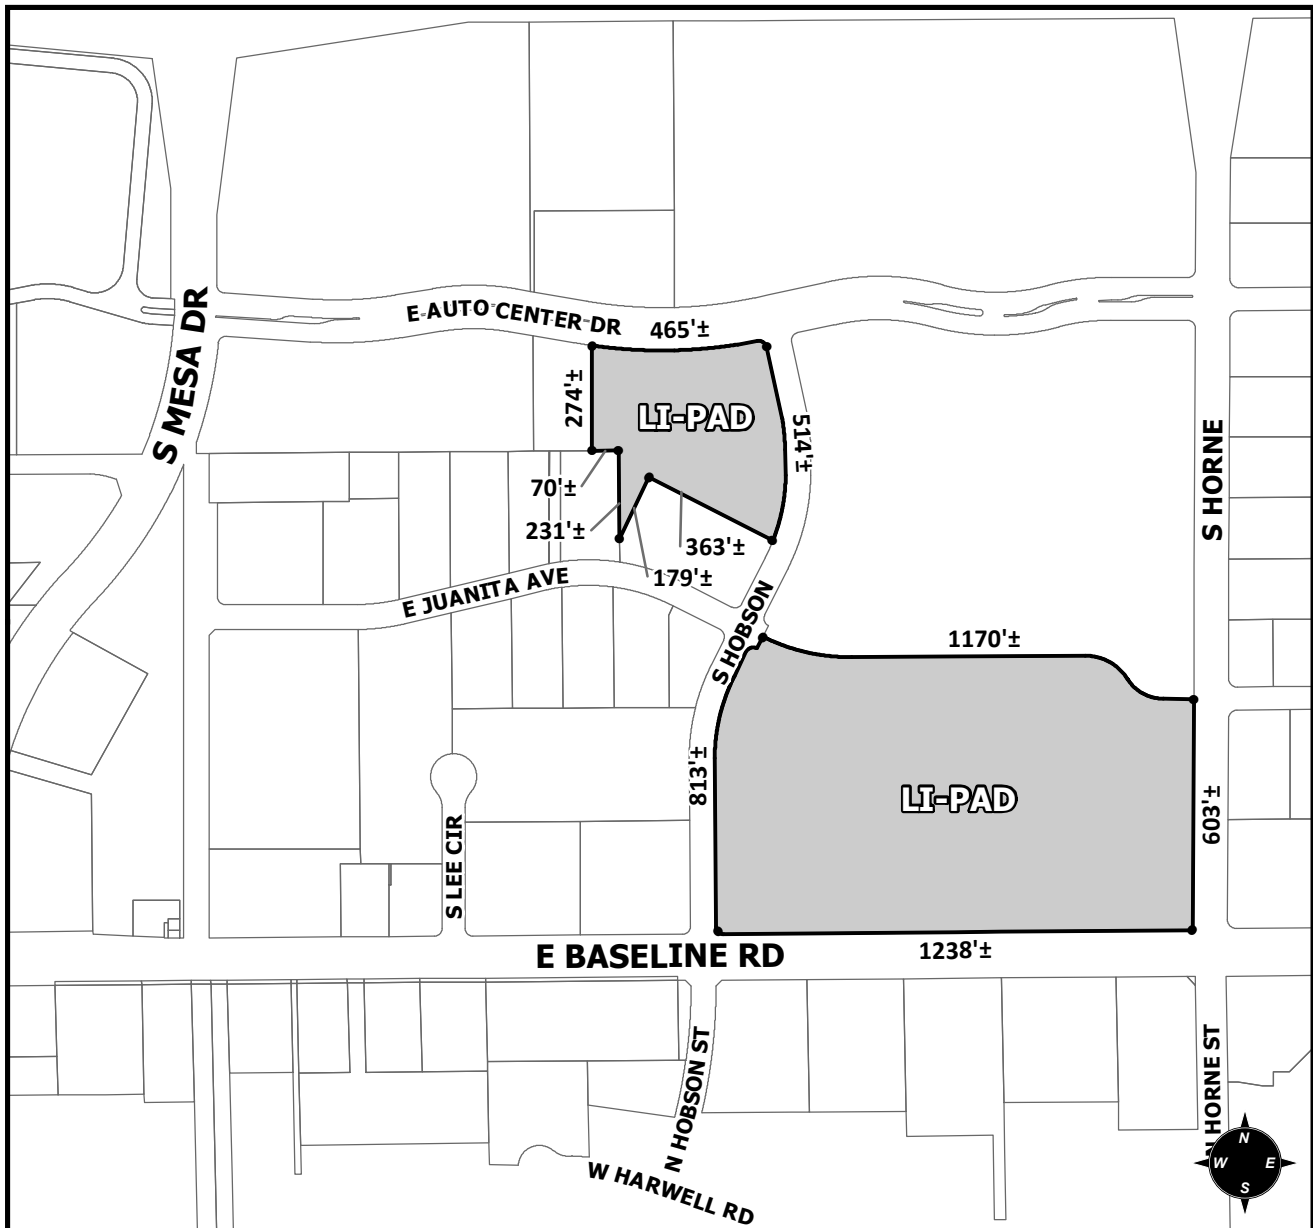 S MESA DR
E AUTO CENTER DR
465'±
274'±
LI-PAD
514'±
S HORNE
70'±
231'±
363'±
179'±
E JUANITA AVE
S HOBSON
1170'±
813'±
LI-PAD
603'±
S LEE CIR
E BASELINE RD
1238'±
N HOBSON ST
N HORNE ST
W HARWELL RD
N
W E
S